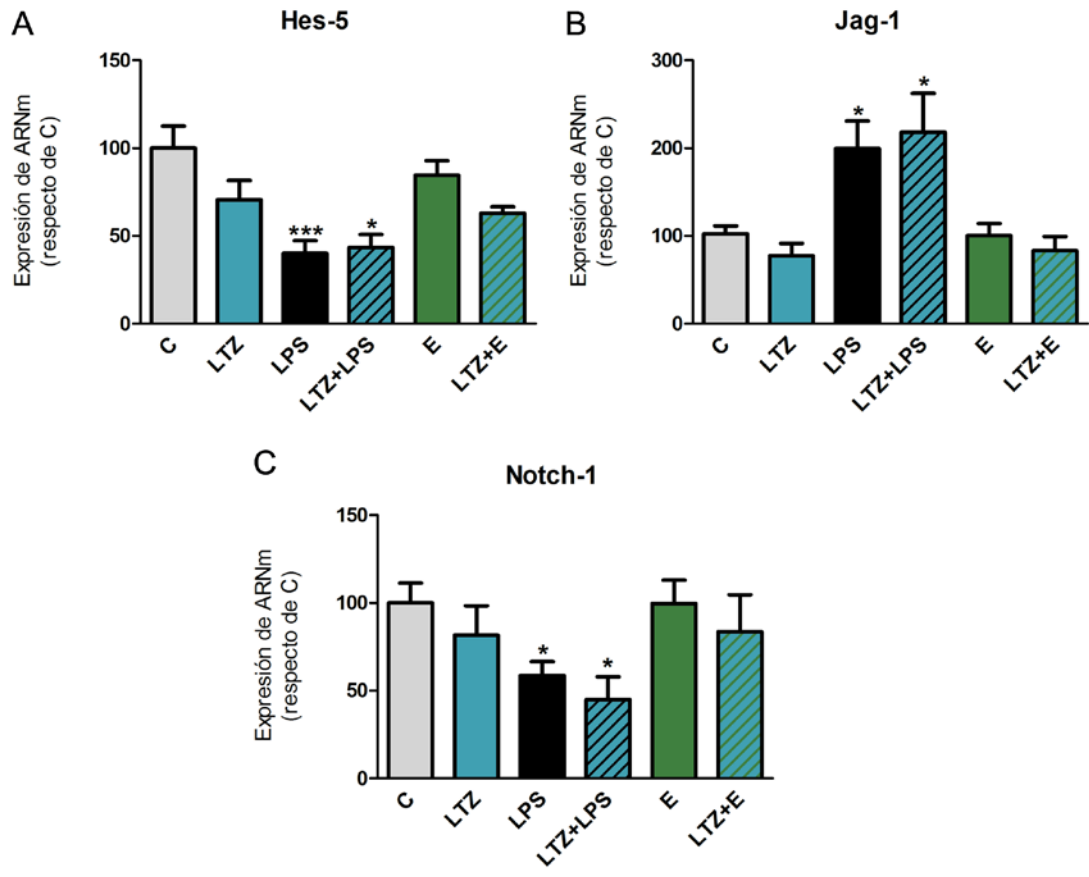 A
Hes-5
Expresión de ARNm
(respecto de C)
150
100
50
0
***
*
C
LTZ
LPS
LTZ+LPS
E
LTZ+E
B
Jag-1
Expresión de ARNm
(respecto de C)
300
200
100
0
*
*
C
LTZ
LPS
LTZ+LPS
E
LTZ+E
C
Notch-1
Expresión de ARNm
(respecto de C)
150
100
50
0
*
*
C
LTZ
LPS
LTZ+LPS
E
LTZ+E